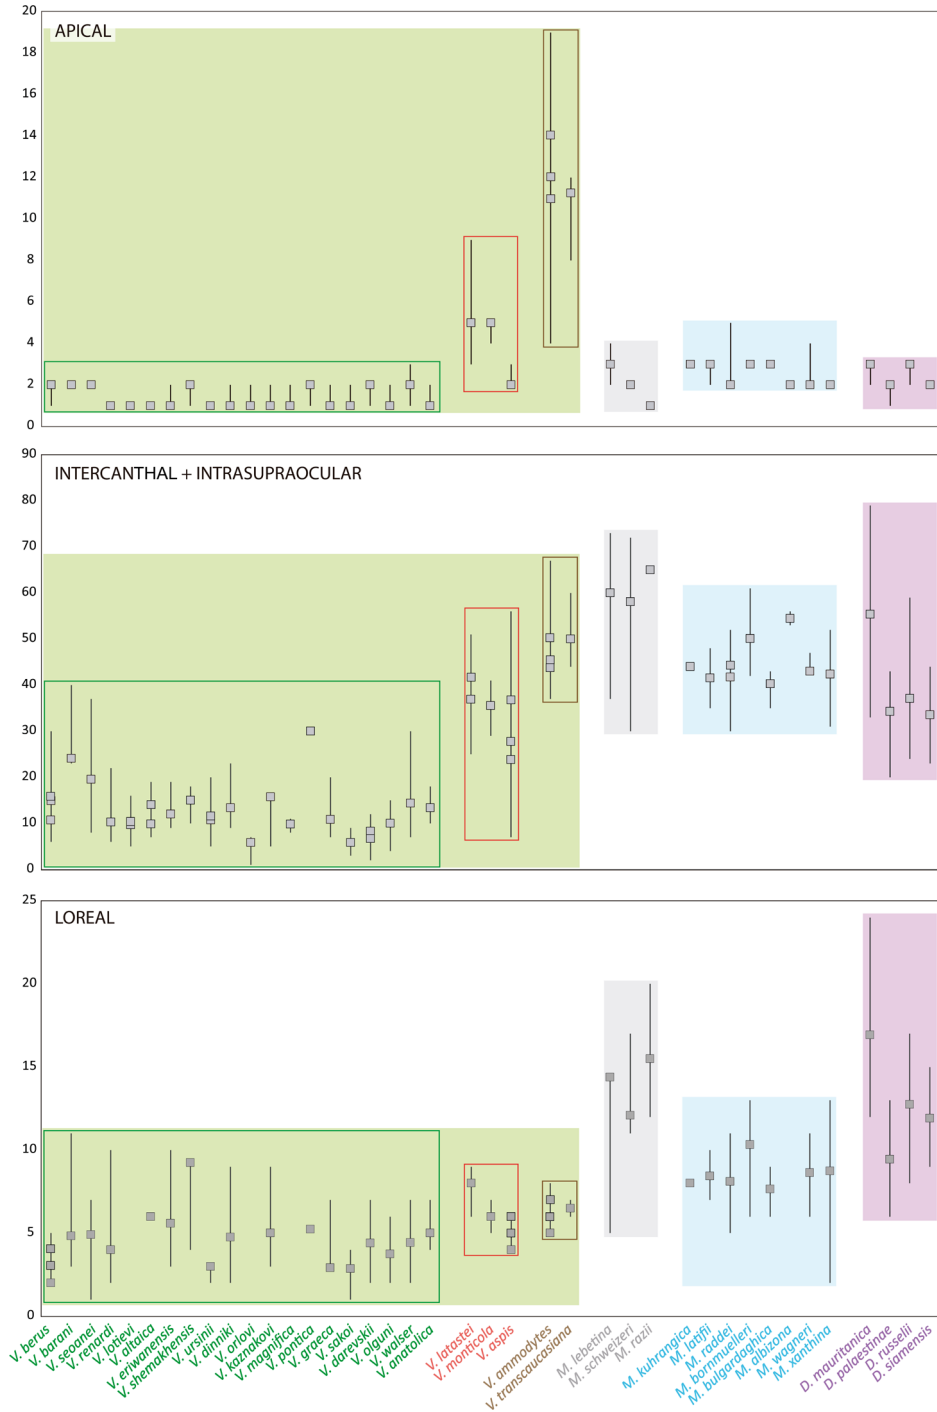 20
APICAL
18
16
14
12
10
8
6
4
2
0
90
INTERCANTHAL + INTRASUPRAOCULAR
80
70
60
50
40
30
20
10
0
25
LOREAL
20
15
10
5
0
V. berus
V. barani
V. seoanei
V. renardi
V. lotievi
V. altaica
V. eriwanensis
V. shemakhensis
V. ursinii
V. dinniki
V. orlovi
V. kaznakovi
V. magnifica
V. pontica
V. graeca
V. sakoi
V. darevskii
V. olguni
V. walser
V. anatolica
V. latastei
V. monticola
V. aspis
V. ammodytes
V. transcaucasiana
M. lebetina
M. schweizeri
M. razii
M. kuhrangica
M. latifii
M. raddei
M. bornmuelleri
M. bulgardaghica
M. albizona
M. wagneri
M. xanthina
D. mauritanica
D. palaestinae
D. russelii
D. siamensis